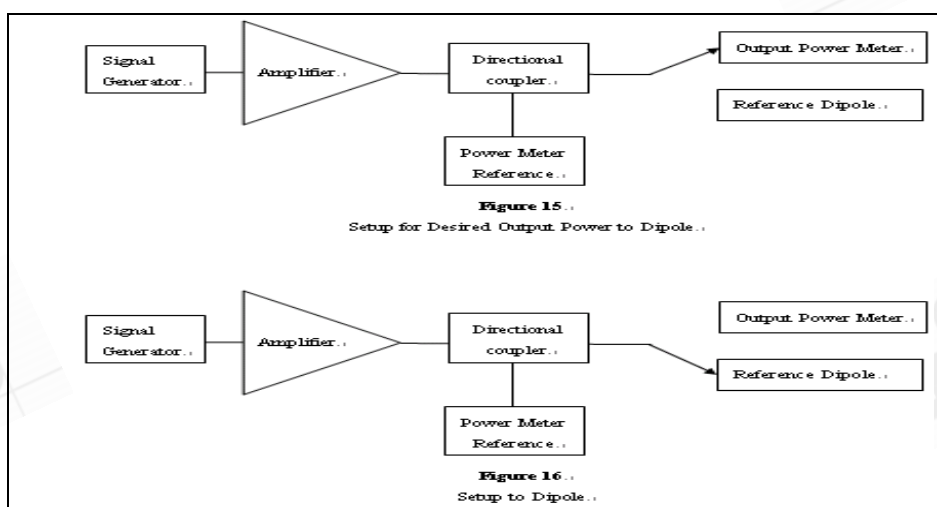 Signal
Generator
Amplifier
Directional
coupler
Output Power Meter
Reference Dipole
Power Meter
Reference
Figure 15
Setup for Desired Output Power to Dipole
Signal
Generator
Amplifier
Directional
coupler
Output Power Meter
Reference Dipole
Power Meter
Reference
Figure 16
Setup to Dipole